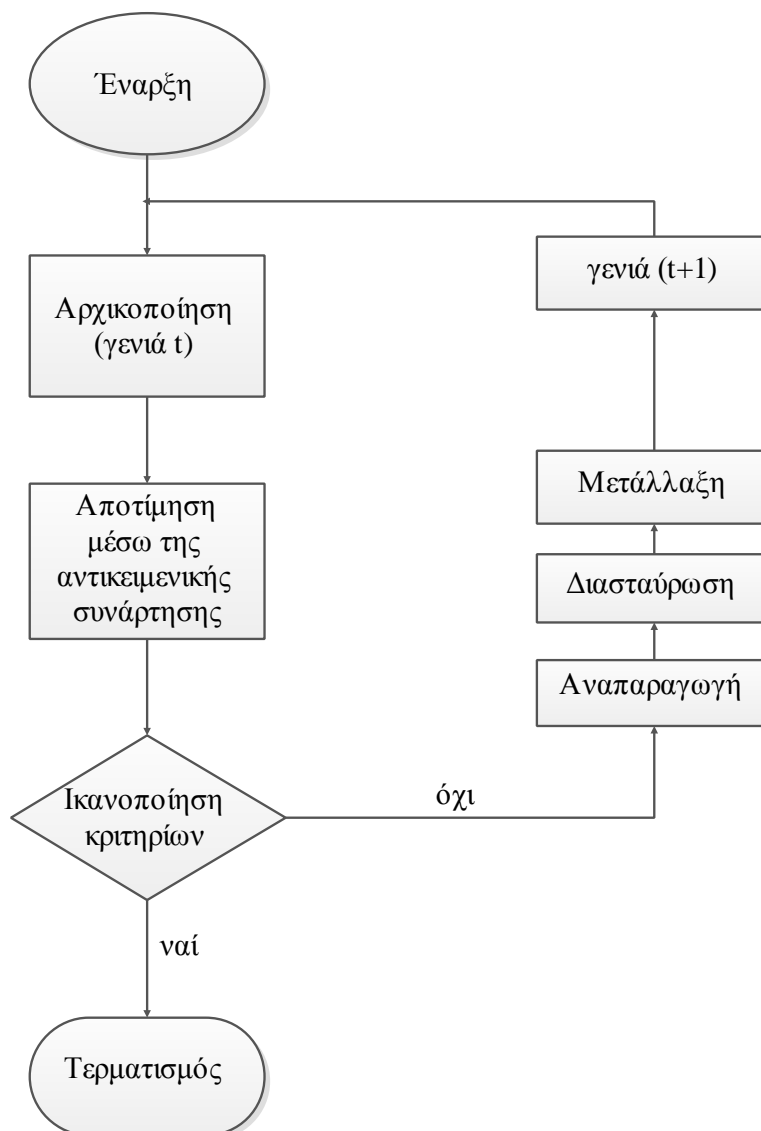 Έναρξη
γενιά (t+1)
Αρχικοποίηση
(γενιά t)
Μετάλλαξη
Αποτίμηση
μέσω της
αντικειμενικής
συνάρτησης
Διασταύρωση
Αναπαραγωγή
Ικανοποίηση
κριτηρίων
όχι
ναί
Τερματισμός